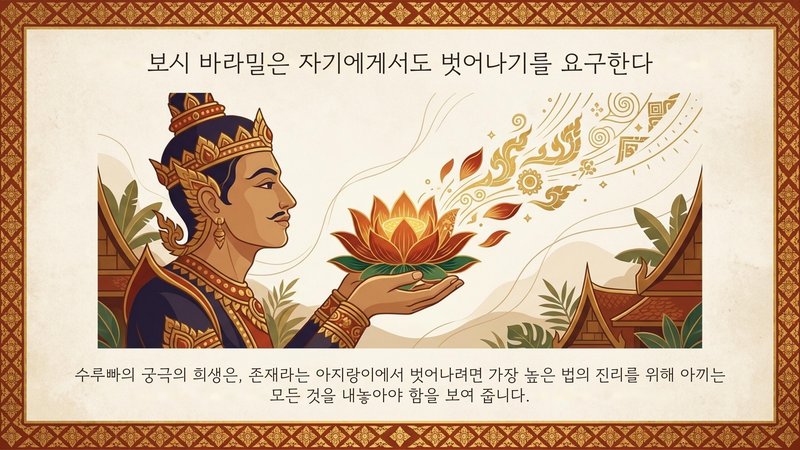 보시 바라밀은 자기에게서도 벗어나기를 요구한다
수루빠의 궁극의 희생은, 존재라는 아지랑이에서 벗어나려면 가장 높은 법의 진리를 위해 아끼는
모든 것을 내놓아야 함을 보여 줍니다.